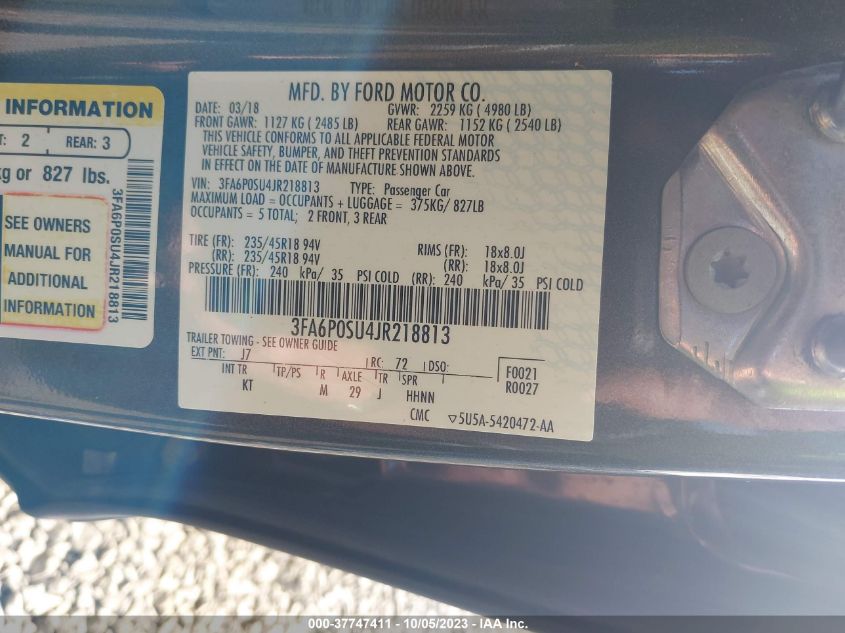 INFORMATION
2 REAR: 3
kg or 827 lbs.
SEE OWNERS
MANUAL FOR
ADDITIONAL
INFORMATION
3FA6P0SU4JR218813
MFD. BY FORD MOTOR CO.
DATE: 03/18 GVWR: 2259 KG ( 4980 LB)
FRONT GAWR: 1127 KG ( 2485 LB) REAR GAWR: 1152 KG ( 2540 LB)
THIS VEHICLE CONFORMS TO ALL APPLICABLE FEDERAL MOTOR
VEHICLE SAFETY, BUMPER, AND THEFT PREVENTION STANDARDS
IN EFFECT ON THE DATE OF MANUFACTURE SHOWN ABOVE.
VIN: 3FA6P0SU4JR218813 TYPE: Passenger Car
MAXIMUM LOAD = OCCUPANTS + LUGGAGE = 375KG/ 827LB
OCCUPANTS = 5 TOTAL; 2 FRONT, 3 REAR
TIRE (FR): 235/45R18 94V RIMS (FR): 18x8.0J
(RR): 235/45R18 94V (RR): 18x8.0J
PRESSURE (FR): 240 kPa/ 35 PSI COLD (RR): 240 kPa/ 35 PSI COLD
3FA6P0SU4JR218813
TRAILER TOWING - SEE OWNER GUIDE
EXT PNT: J7 RC: 72 DSO: F0021
INT TR TP/PS R AXLE TR SPR R0027
KT M 29 J HHNN
CMC ▽5U5A-5420472-AA
000-37747411 - 10/05/2023 - IAA Inc.